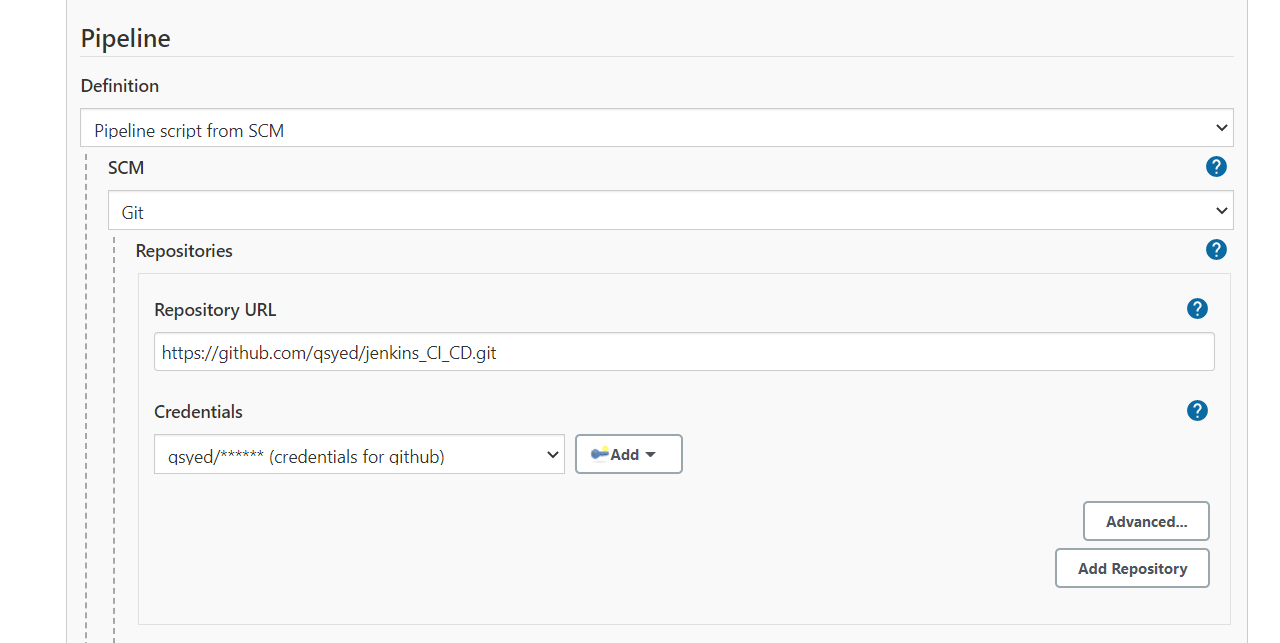 Pipeline
Definition
Pipeline script from SCM
SCM
?
Git
Repositories
?
Repository URL
?
https://github.com/qsyed/jenkins_CI_CD.git
Credentials
?
qsyed/****** (credentials for github)
Add
Advanced...
Add Repository